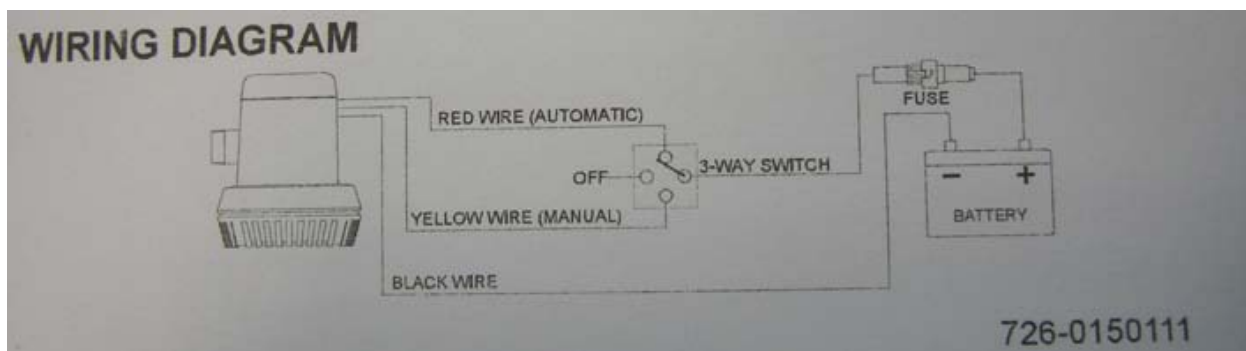 WIRING DIAGRAM
RED WIRE (AUTOMATIC)
FUSE
OFF
3-WAY SWITCH
YELLOW WIRE (MANUAL)
- +
BATTERY
BLACK WIRE
726-0150111